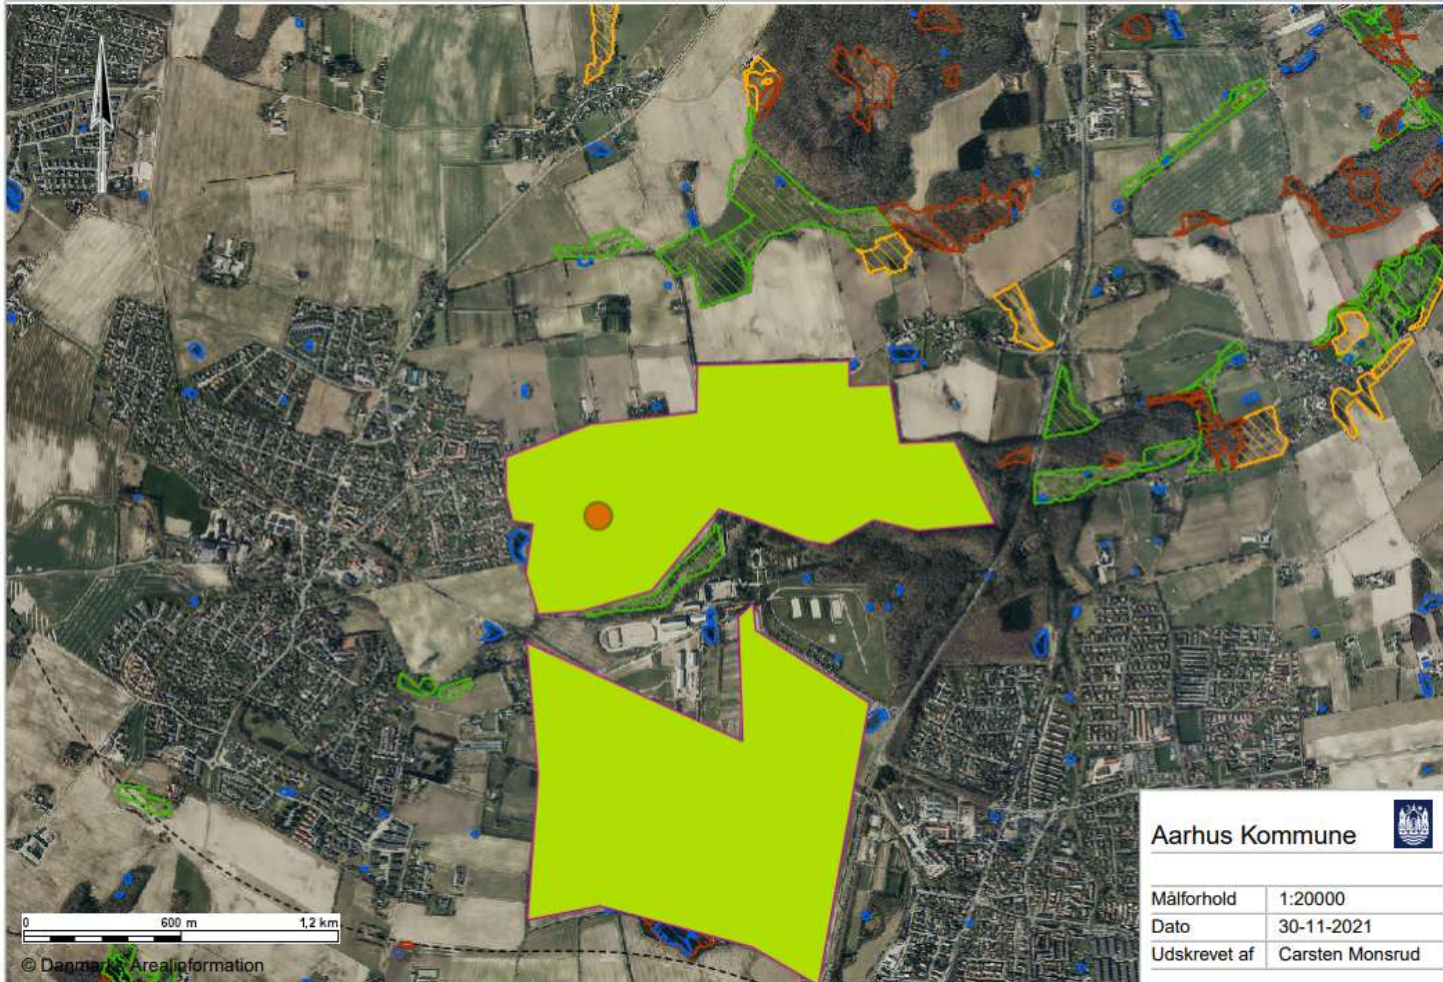 Aarhus Kommune
Målforhold 1:20000
Dato 30-11-2021
Udskrevet af Carsten Monsrud
0 600 m 1,2 km
© Danmarks Arealinformation